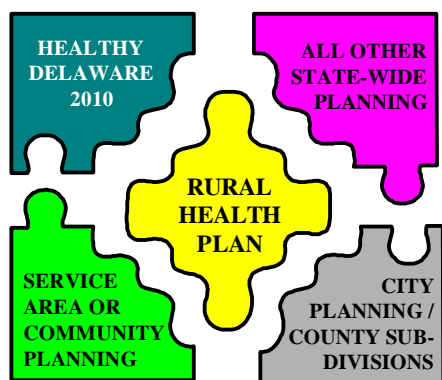 HEALTHY
DELAWARE
2010
ALL OTHER
STATE-WIDE
PLANNING
RURAL
HEALTH
PLAN
SERVICE
AREA OR
COMMUNITY
PLANNING
CITY
PLANNING /
COUNTY SUB-
DIVISIONS